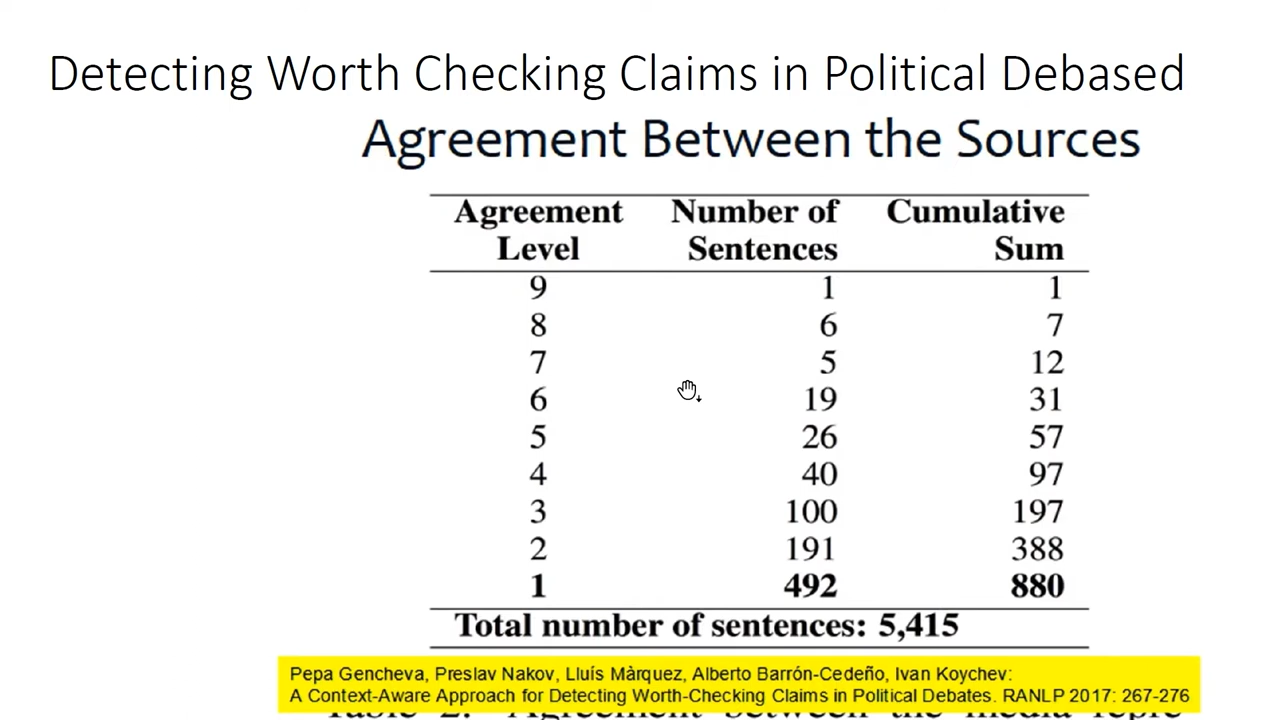 Detecting Worth Checking Claims in Political Debased
Agreement Between the Sources
Agreement Level Number of Sentences Cumulative Sum
9 1 1
8 6 7
7 5 12
6 19 31
5 26 57
4 40 97
3 100 197
2 191 388
1 492 880
Total number of sentences: 5,415
Pepa Gencheva, Preslav Nakov, Lluís Màrquez, Alberto Barrón-Cedeño, Ivan Koychev:
A Context-Aware Approach for Detecting Worth-Checking Claims in Political Debates. RANLP 2017: 267-276